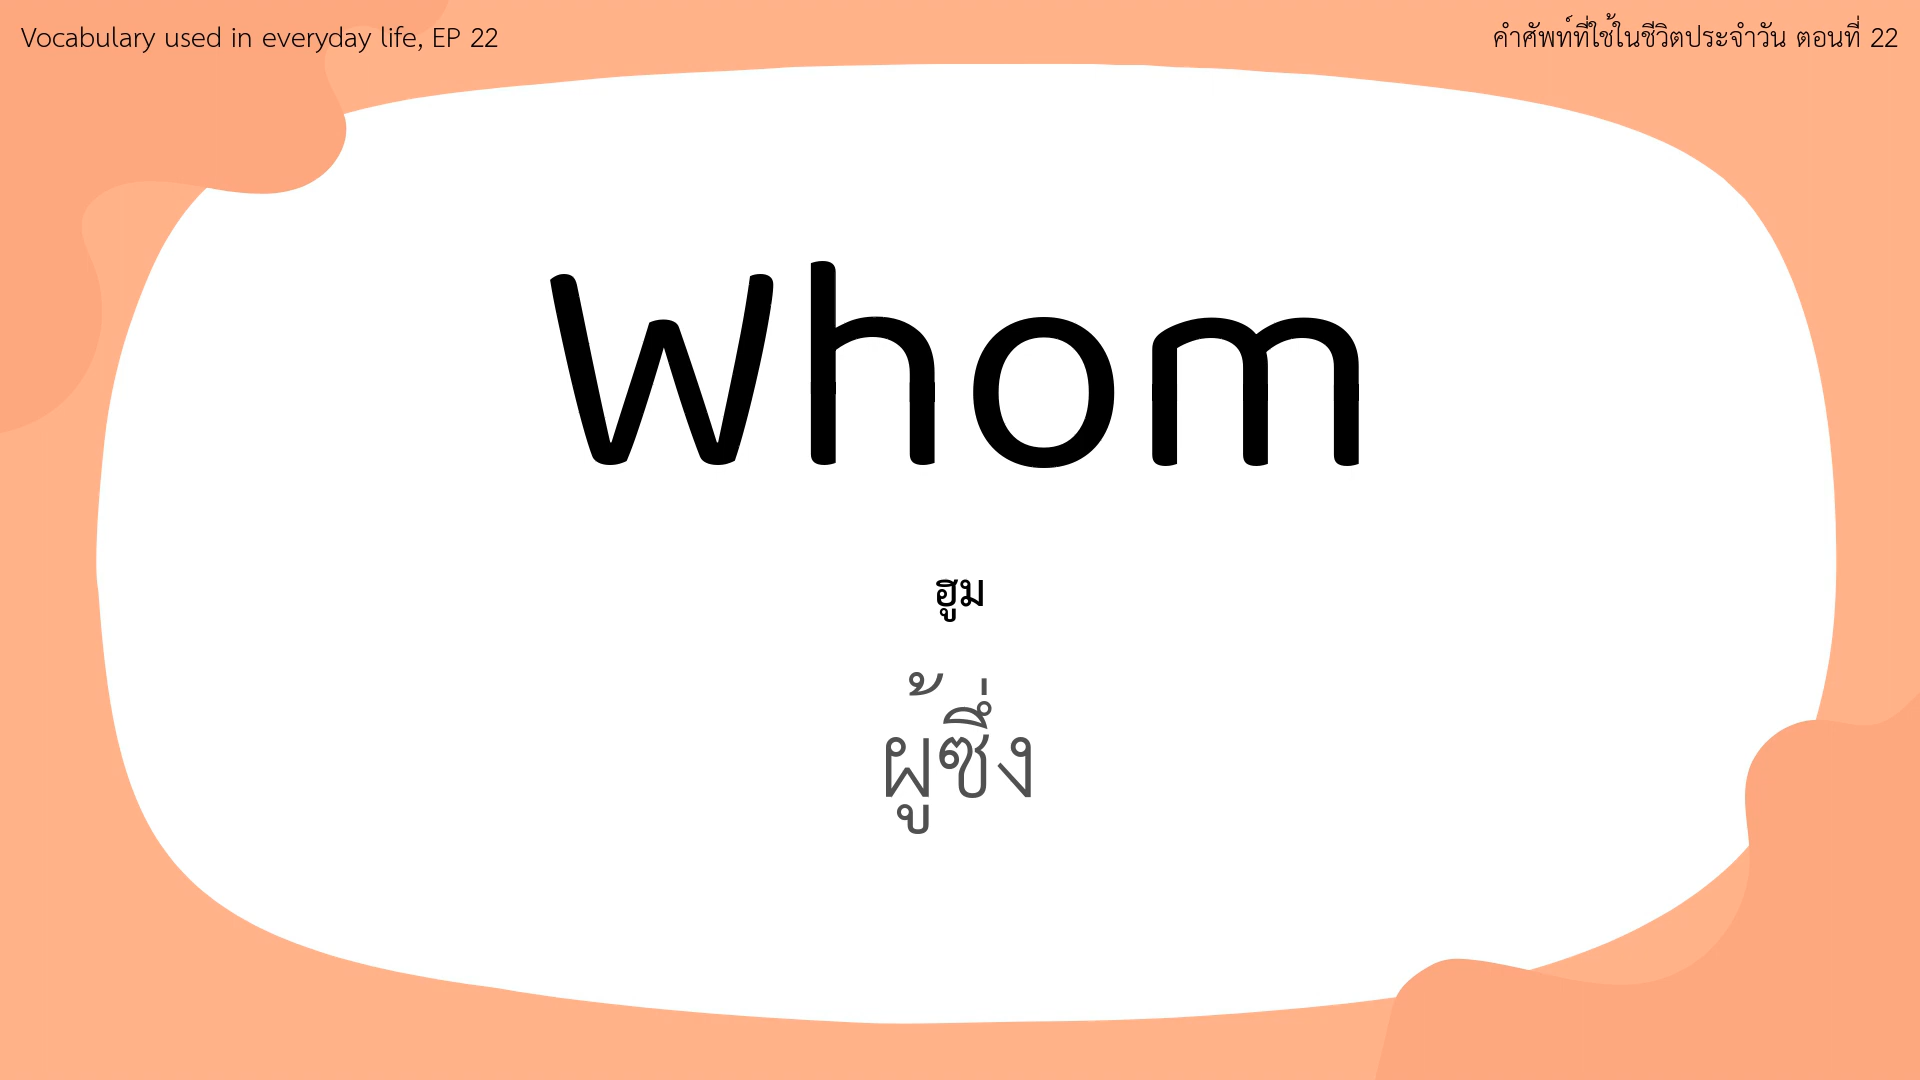 Vocabulary used in everyday life, EP 22
คำศัพท์ที่ใช้ในชีวิตประจำวัน ตอนที่ 22
Whom
ฮูม
ผู้ซึ่ง